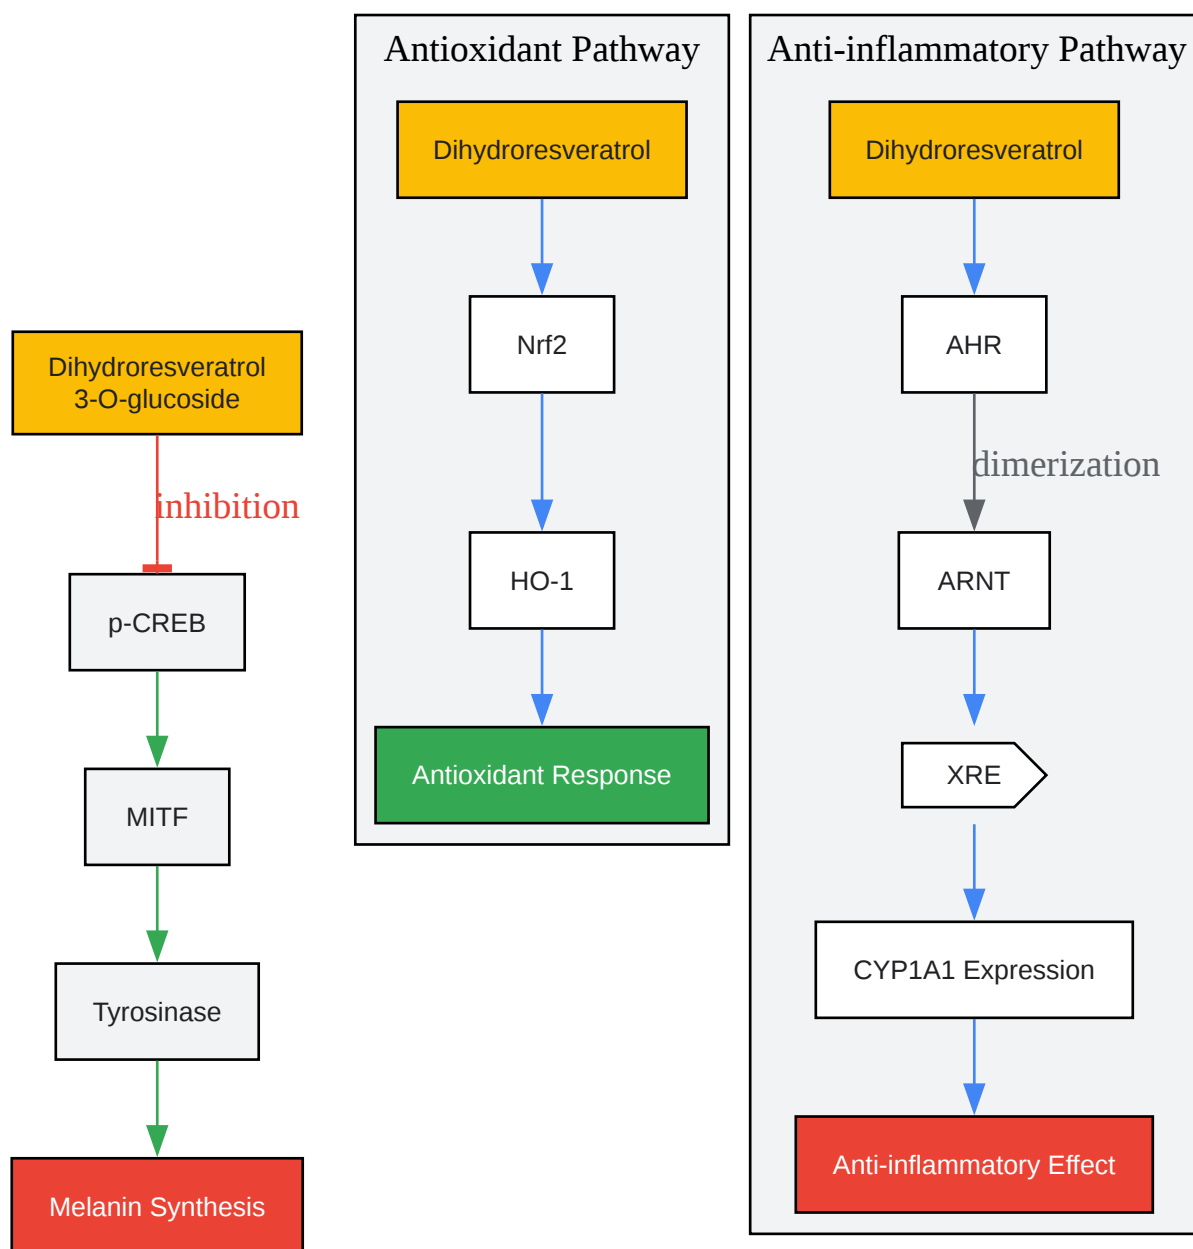 Dihydroresveratrol
3-O-glucoside
inhibition
p-CREB
MITF
Tyrosinase
Melanin Synthesis
Antioxidant Pathway
Dihydroresveratrol
Nrf2
HO-1
Antioxidant Response
Anti-inflammatory Pathway
Dihydroresveratrol
AHR
dimerization
ARNT
XRE
CYP1A1 Expression
Anti-inflammatory Effect